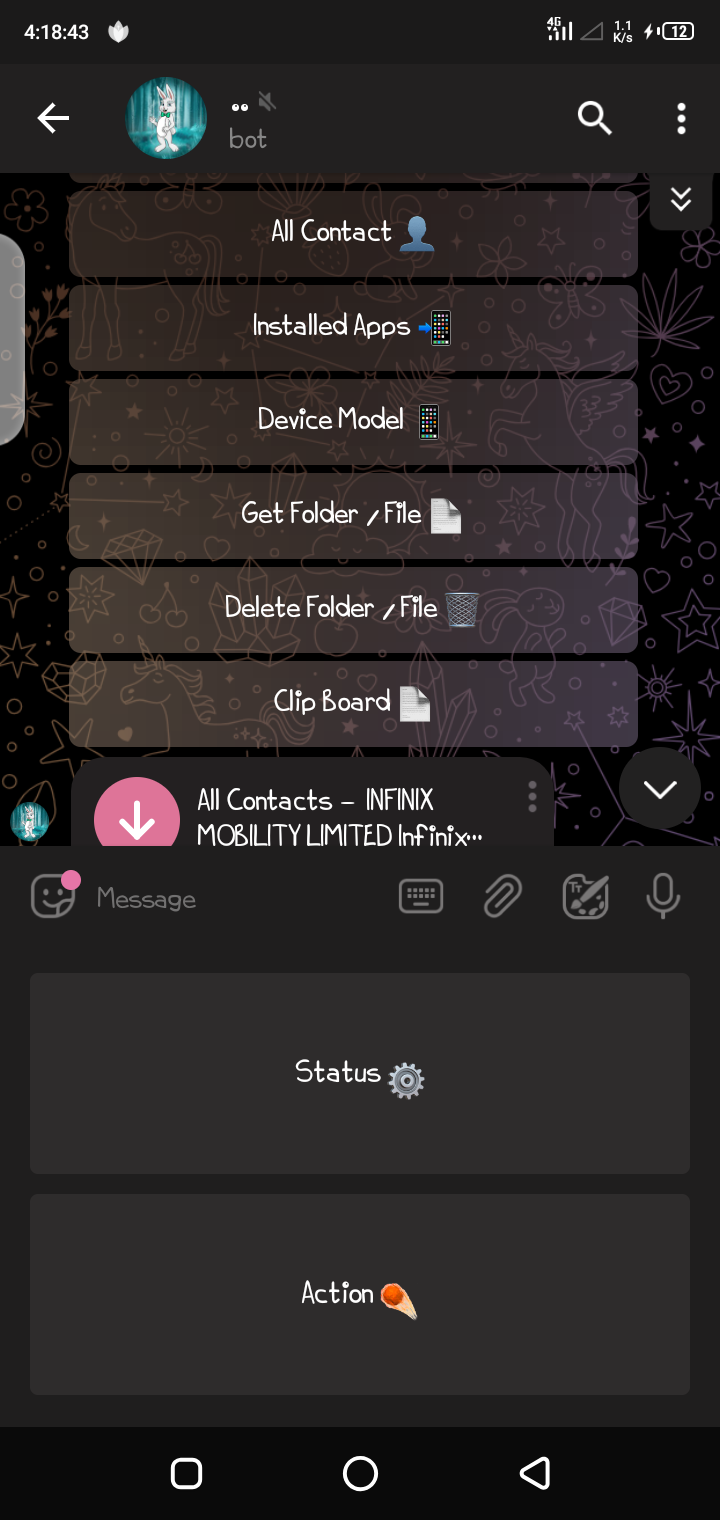 4:18:43
4G
1.1
K/s
12
bot
All Contact
Installed Apps
Device Model
Get Folder / File
Delete Folder / File
Clip Board
All Contacts - INFINIX
MOBILITY LIMITED Infinix...
Message
Status
Action